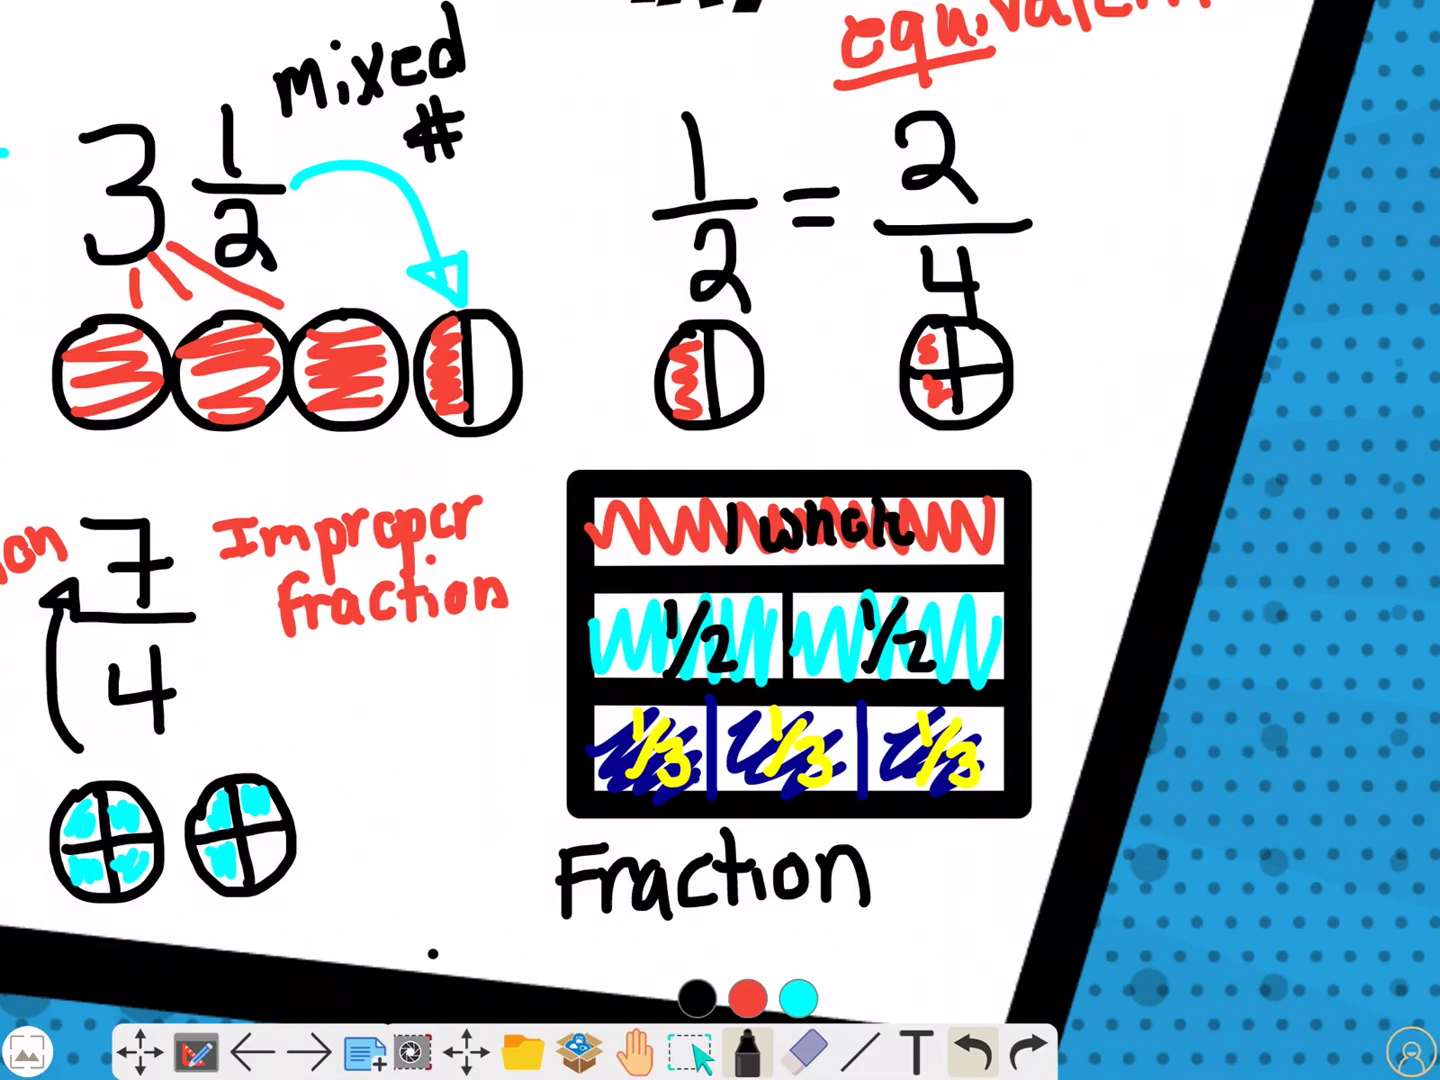 mixed
#
3 1/2
equivalent
1/2 = 2/4
7/4
Improper
fraction
1 whole
1/2 1/2
1/3 1/3 1/3
Fraction
T